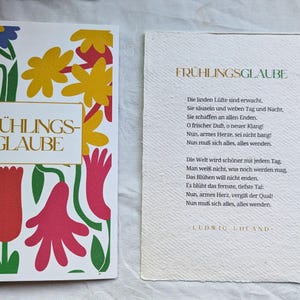 FRÜHLINGS-
GLAUBE
FRÜHLINGSGLAUBE
Die linden Lüfte sind erwacht,
Sie säuseln und weben Tag und Nacht,
Sie schaffen an allen Enden.
O frischer Duft, o neuer Klang!
Nun, armes Herze, sei nicht bang!
Nun muß sich alles, alles wenden.
Die Welt wird schöner mit jedem Tag,
Man weiß nicht, was noch werden mag,
Das Blühen will nicht enden.
Es blüht das fernste, tiefste Tal:
Nun, armes Herz, vergiß der Qual!
Nun muß sich alles, alles wenden.
-LUDWIG UHLAND-